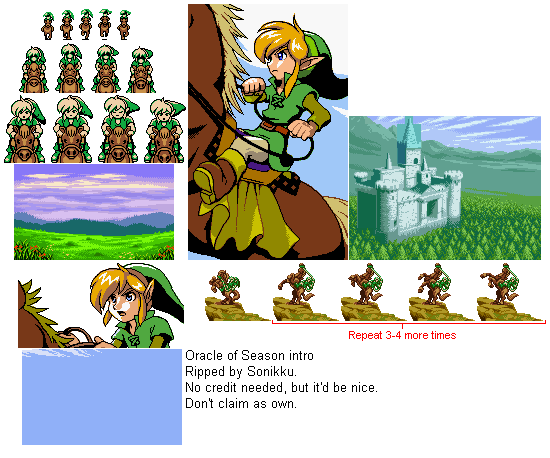 Repeat 3-4 more times
Oracle of Season intro
Ripped by Sonikku.
No credit needed, but it'd be nice.
Don't claim as own.